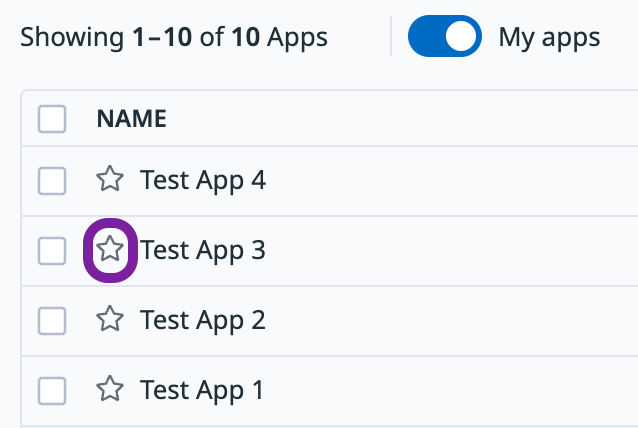 Showing 1–10 of 10 Apps My apps
NAME
Test App 4
Test App 3
Test App 2
Test App 1